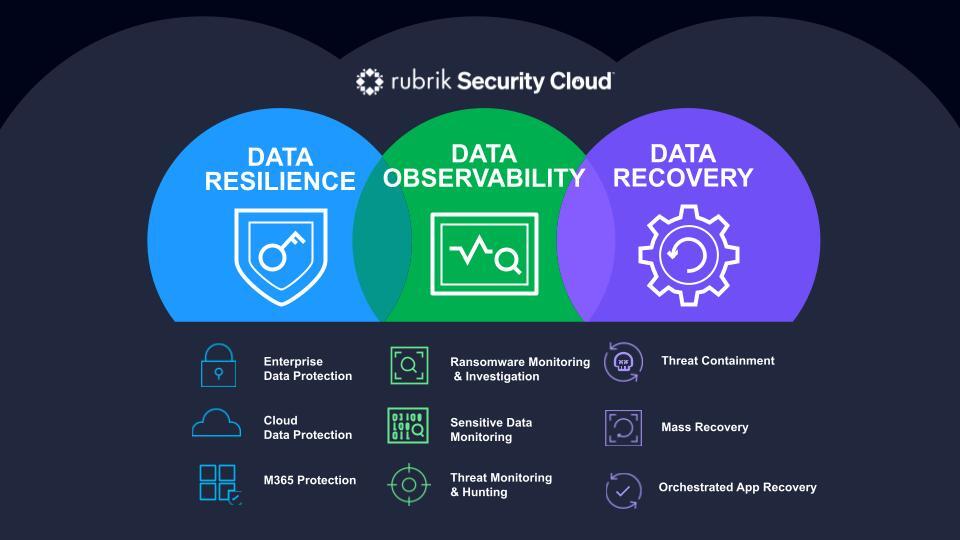 rubrik Security Cloud
DATA
RESILIENCE
DATA
OBSERVABILITY
DATA
RECOVERY
Enterprise
Data Protection
Ransomware Monitoring
& Investigation
Threat Containment
Cloud
Data Protection
Sensitive Data
Monitoring
Mass Recovery
M365 Protection
Threat Monitoring
& Hunting
Orchestrated App Recovery